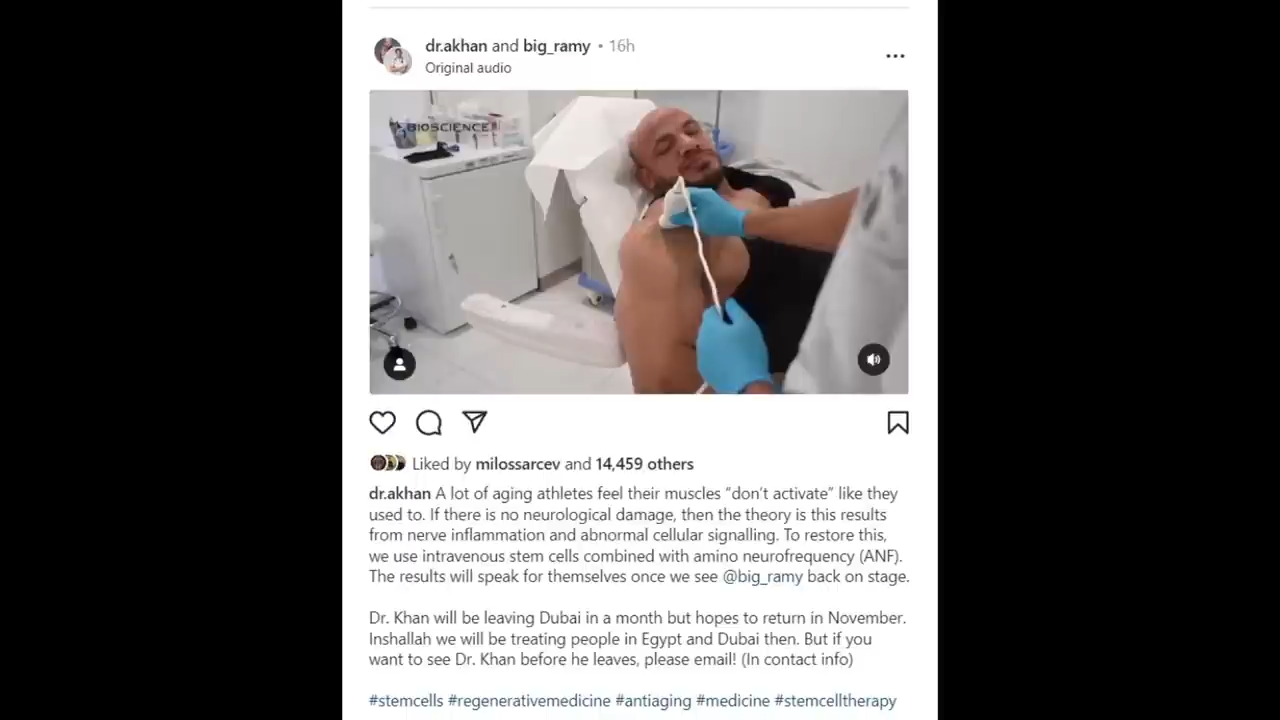 dr.akhan and big_ramy • 16h
Original audio
BIOSCIENCE
Liked by milossarcev and 14,459 others
dr.akhan A lot of aging athletes feel their muscles “don’t activate” like they
used to. If there is no neurological damage, then the theory is this results
from nerve inflammation and abnormal cellular signalling. To restore this,
we use intravenous stem cells combined with amino neurofrequency (ANF).
The results will speak for themselves once we see @big_ramy back on stage.
Dr. Khan will be leaving Dubai in a month but hopes to return in November.
Inshallah we will be treating people in Egypt and Dubai then. But if you
want to see Dr. Khan before he leaves, please email! (In contact info)
#stemcells #regenerativemedicine #antiaging #medicine #stemcelltherapy